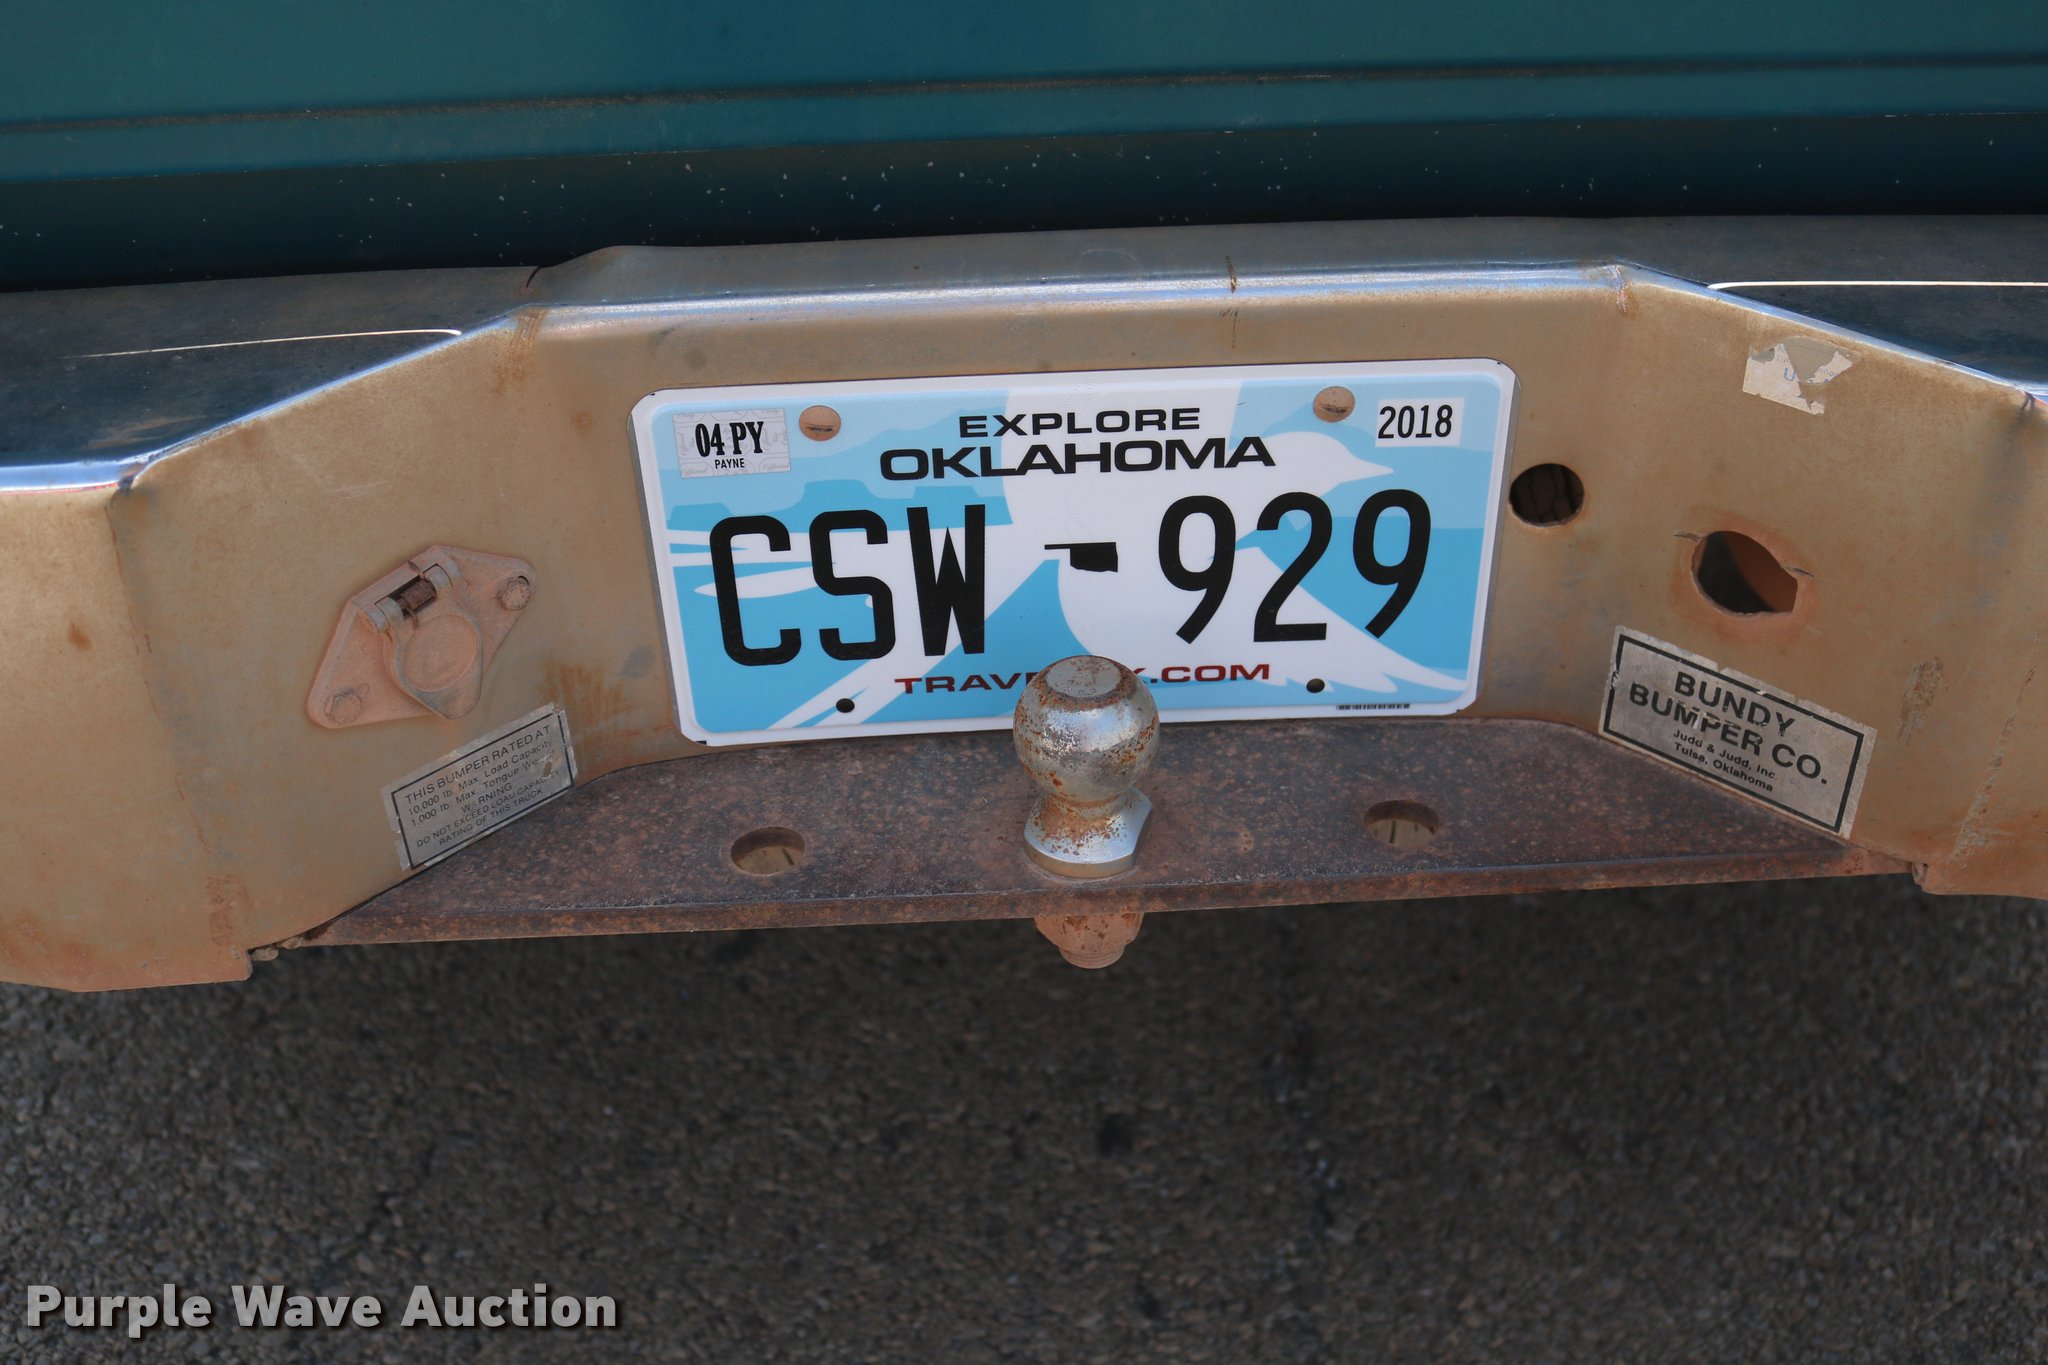 04 PY
PAYNE
EXPLORE
OKLAHOMA
2018
CSW 929
.COM
THIS BUMPER RATED AT
10,000 lb. Max. Load Capacity
1,000 lb. Max. Tongue Weight
WARNING
DO NOT EXCEED LOAD CAPACITY
RATING OF THIS TRUCK
BUNDY
BUMPER CO.
Judd & Judd, Inc.
Tulsa, Oklahoma
Purple Wave Auction